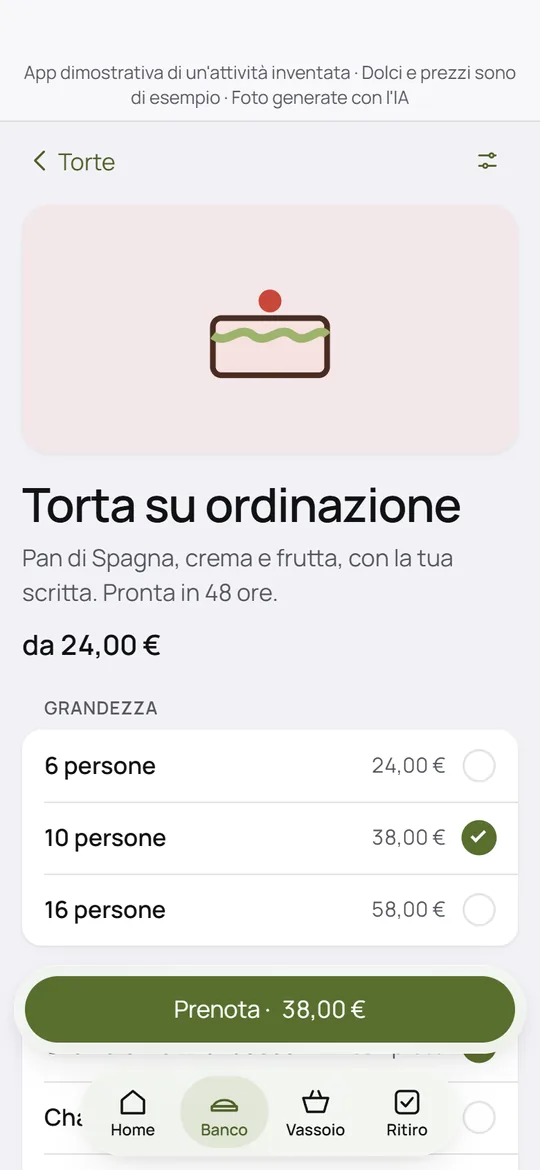 App dimostrativa di un'attività inventata · Dolci e prezzi sono
di esempio · Foto generate con l'IA
Torte
Torta su ordinazione
Pan di Spagna, crema e frutta, con la tua
scritta. Pronta in 48 ore.
da 24,00 €
GRANDEZZA
6 persone 24,00 €
10 persone 38,00 €
16 persone 58,00 €
Prenota · 38,00 €
Home Banco Vassoio Ritiro